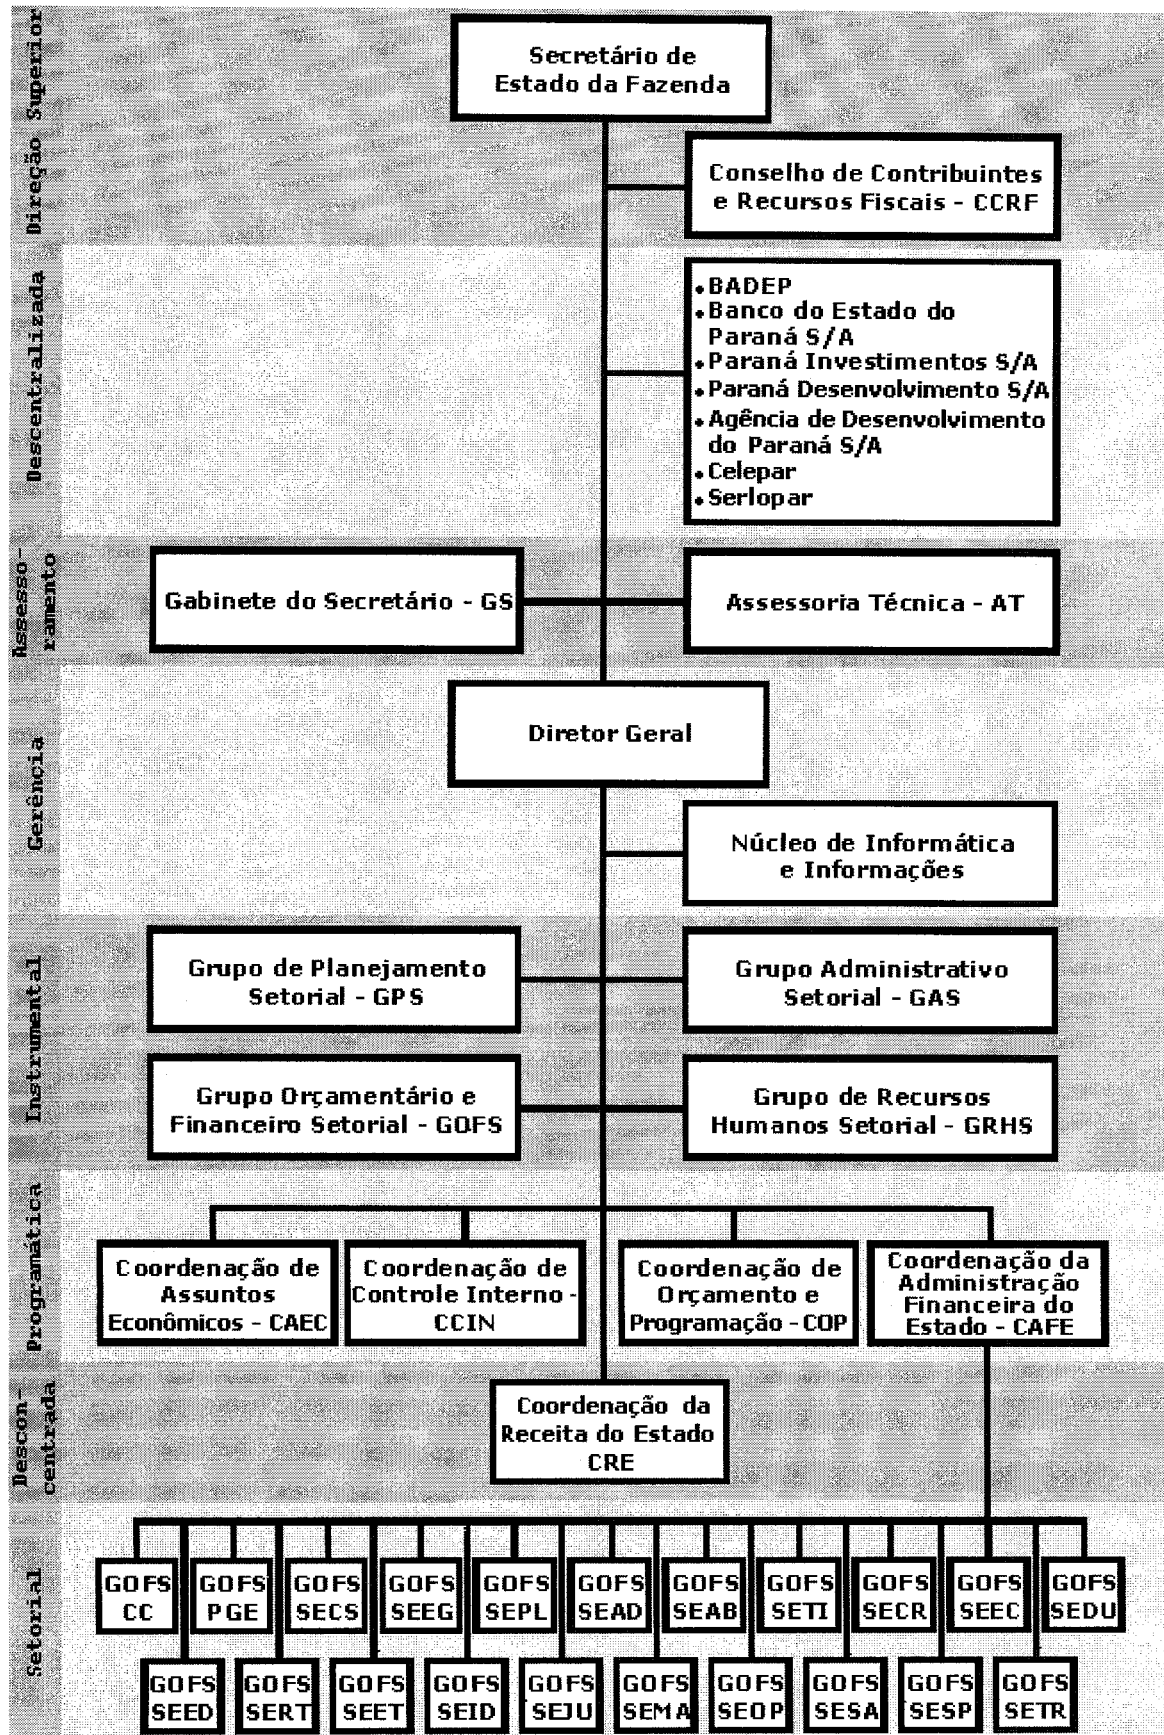 Direção Superior
Secretário de
Estado da Fazenda
Conselho de Contribuintes
e Recursos Fiscais - CCRF
Descentralizada
• BADEP
• Banco do Estado do
Paraná S/A
• Paraná Investimentos S/A
• Paraná Desenvolvimento S/A
• Agência de Desenvolvimento
do Paraná S/A
• Celepar
• Serlopar
Assesso-
ramento
Gabinete do Secretário - GS
Assessoria Técnica - AT
Gerência
Diretor Geral
Núcleo de Informática
e Informações
Instrumental
Grupo de Planejamento
Setorial - GPS
Grupo Administrativo
Setorial - GAS
Grupo Orçamentário e
Financeiro Setorial - GOFS
Grupo de Recursos
Humanos Setorial - GRHS
Programática
Coordenação de
Assuntos
Econômicos - CAEC
Coordenação de
Controle Interno -
CCIN
Coordenação de
Orçamento e
Programação - COP
Coordenação da
Administração
Financeira do
Estado - CAFE
Descon-
centrada
Coordenação da
Receita do Estado
CRE
Setorial
GOFS
CC
GOFS
PGE
GOFS
SECS
GOFS
SEEG
GOFS
SEPL
GOFS
SEAD
GOFS
SEAB
GOFS
SETI
GOFS
SECR
GOFS
SEEC
GOFS
SEDU
GOFS
SEED
GOFS
SERT
GOFS
SEET
GOFS
SEID
GOFS
SEJU
GOFS
SEMA
GOFS
SEOP
GOFS
SESA
GOFS
SESP
GOFS
SETR